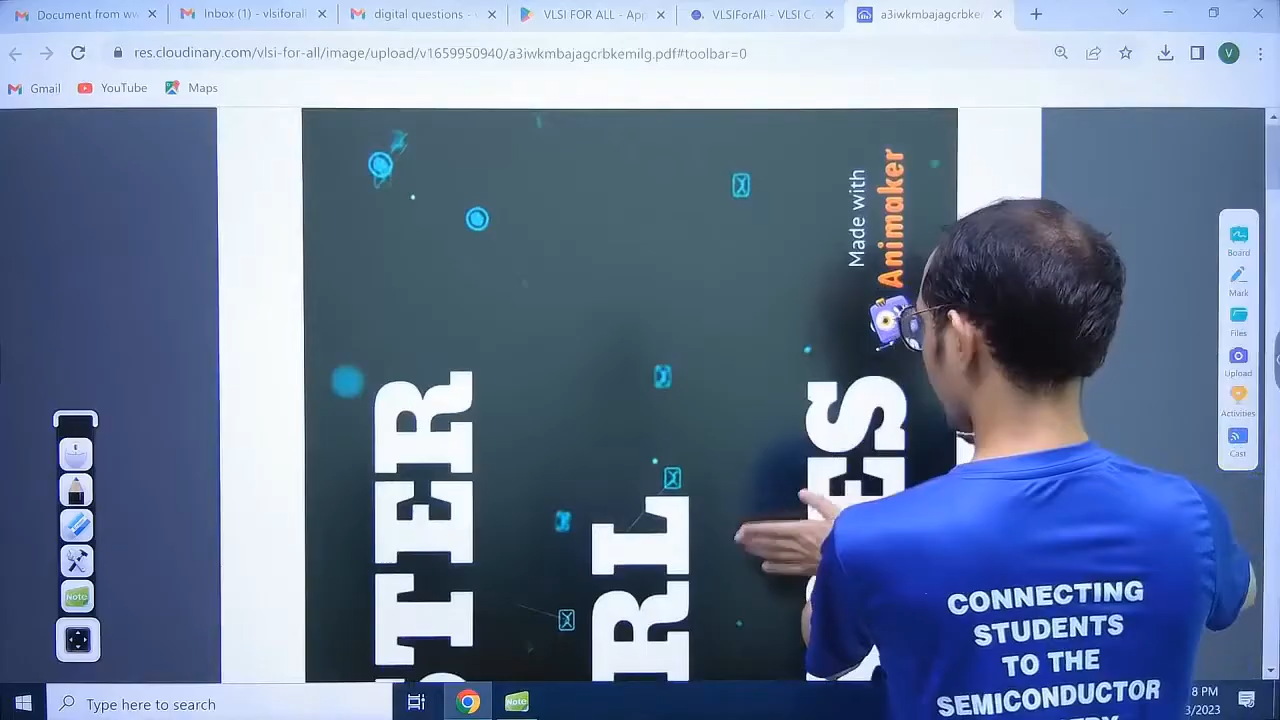 Document from ww
Inbox (1) - vlsiforall
digital questions - v
VLSI FOR ALL - App
VLSIForAll - VLSI C
a3iwkmbajagcrbke
res.cloudinary.com/vlsi-for-all/image/upload/v1659950940/a3iwkmbajagcrbkemilg.pdf#toolbar=0
V
Gmail
YouTube
Maps
Made with
Animaker
TER
RL
ES
Board
Mark
Files
Upload
Activities
Cast
Note
CONNECTING
STUDENTS
TO THE
SEMICONDUCTOR
Type here to search
Note
8 PM
3/2023